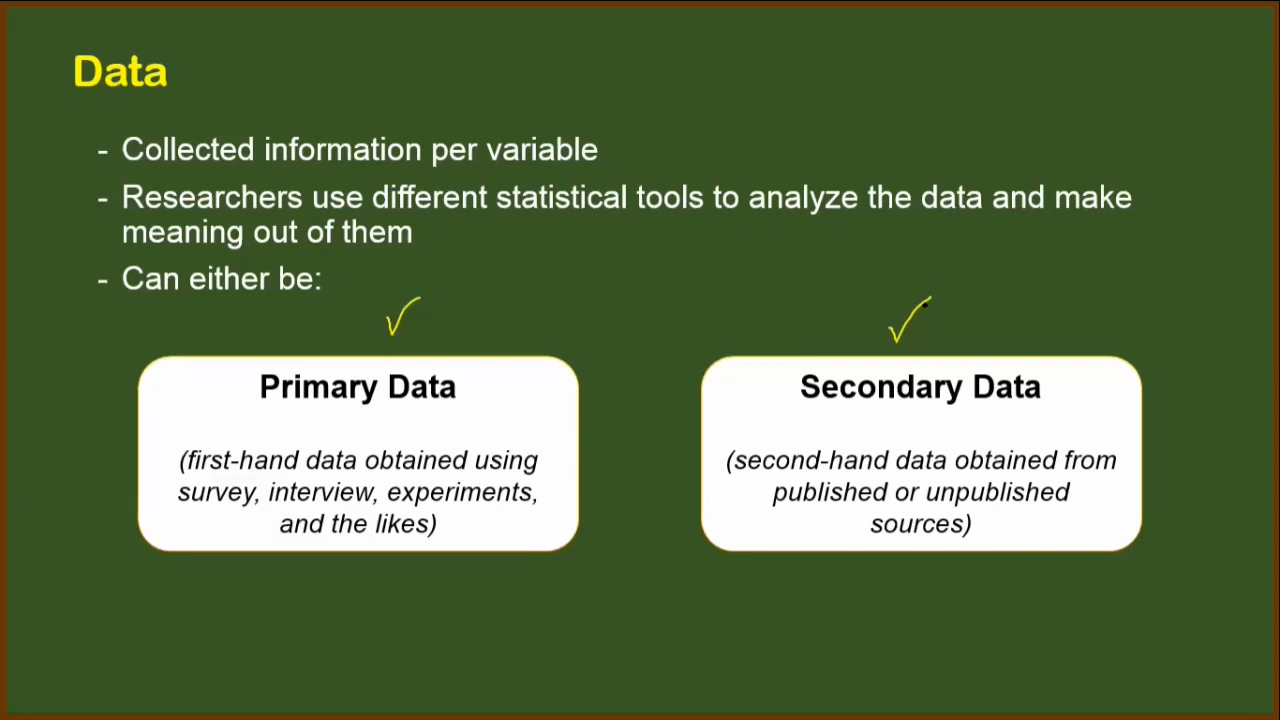 Data
- Collected information per variable
- Researchers use different statistical tools to analyze the data and make
meaning out of them
- Can either be:
Primary Data
(first-hand data obtained using
survey, interview, experiments,
and the likes)
Secondary Data
(second-hand data obtained from
published or unpublished
sources)